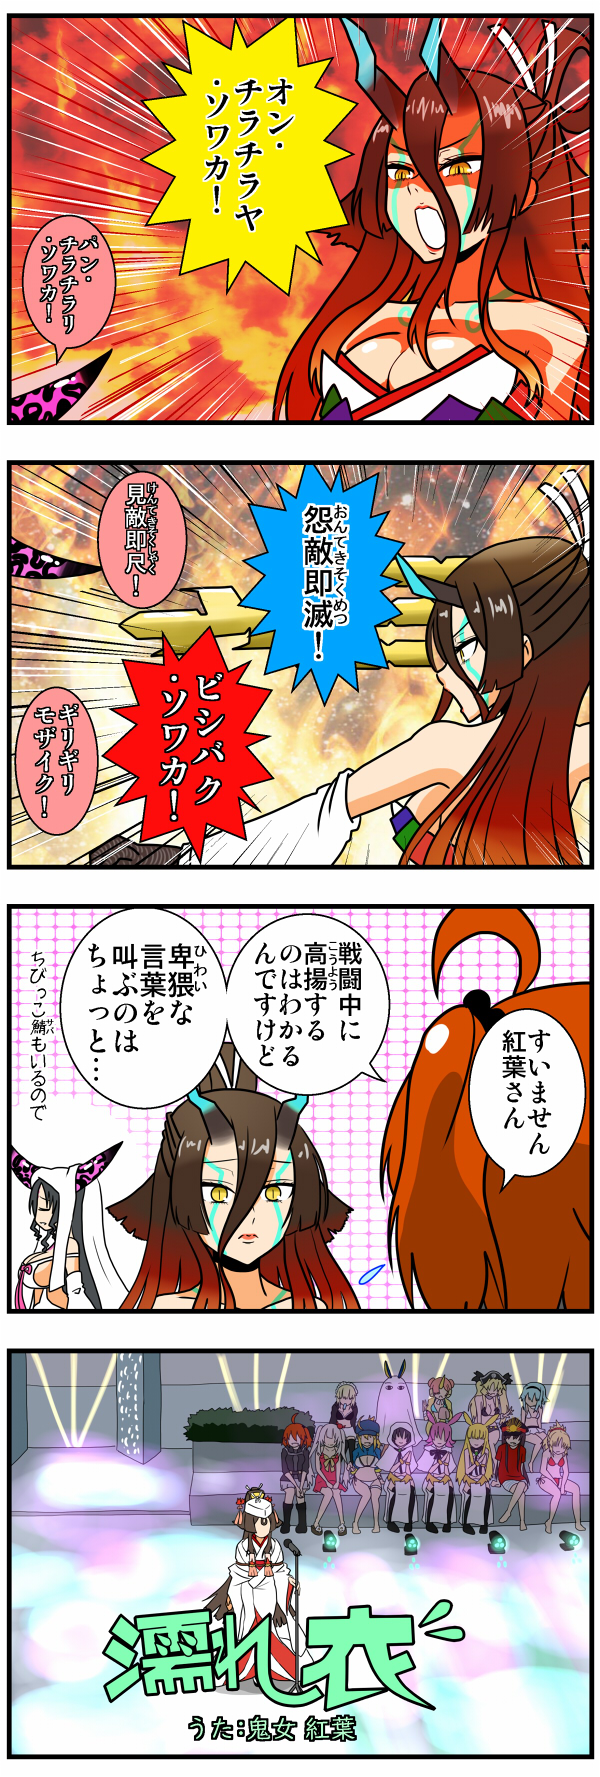 オン・
チラチラヤ
・ソワカ！
パン・
チラチラリ
・ソワカ！
怨敵即滅！
おんてきそくめつ
見敵即尺！
けんてきそくしゃく
ビシバク
・ソワカ！
ギリギリ
モザイク！
すいません
紅葉さん
戦闘中に
高揚する
こうよう
のはわかる
んですけど
卑猥な
ひわい
言葉を
叫ぶのは
ちょっと…
ちびっこ鯖もいるので
サバ
濡れ衣
うた：鬼女 紅葉